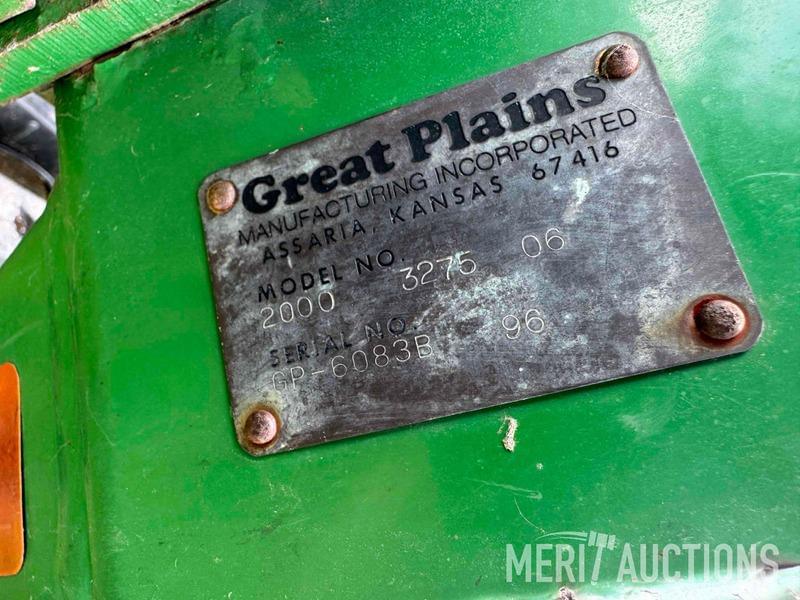 Great Plains
MANUFACTURING INCORPORATED
ASSARIA, KANSAS 67416
MODEL NO.
2000 3275 06
SERIAL NO.
GP-6083B 96
MERIT AUCTIONS